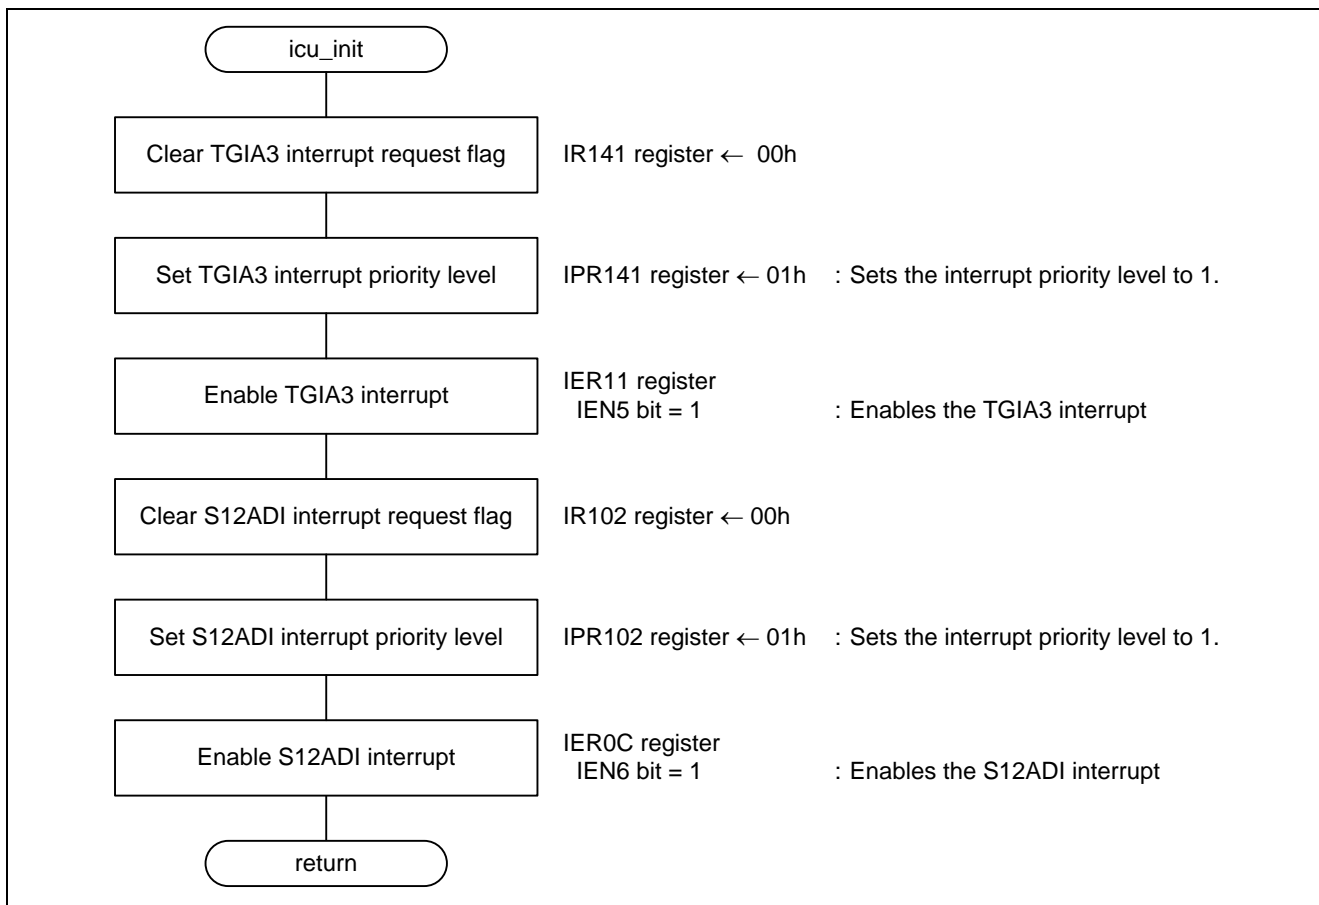 icu_init
Clear TGIA3 interrupt request flag
IR141 register ← 00h
Set TGIA3 interrupt priority level
IPR141 register ← 01h : Sets the interrupt priority level to 1.
Enable TGIA3 interrupt
IER11 register
IEN5 bit = 1 : Enables the TGIA3 interrupt
Clear S12ADI interrupt request flag
IR102 register ← 00h
Set S12ADI interrupt priority level
IPR102 register ← 01h : Sets the interrupt priority level to 1.
Enable S12ADI interrupt
IER0C register
IEN6 bit = 1 : Enables the S12ADI interrupt
return